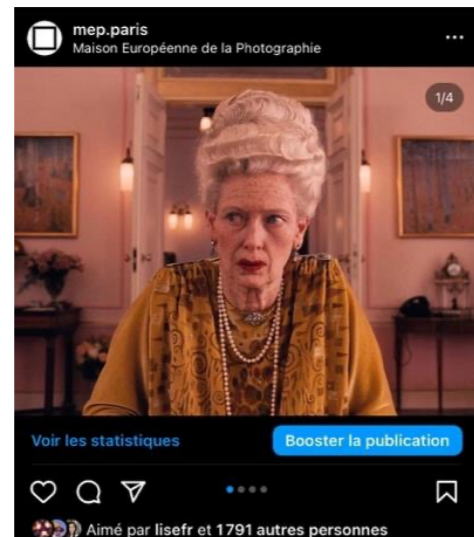 mep.paris
Maison Européenne de la Photographie
1/4
Voir les statistiques
Booster la publication
Aimé par lisefr et 1791 autres personnes